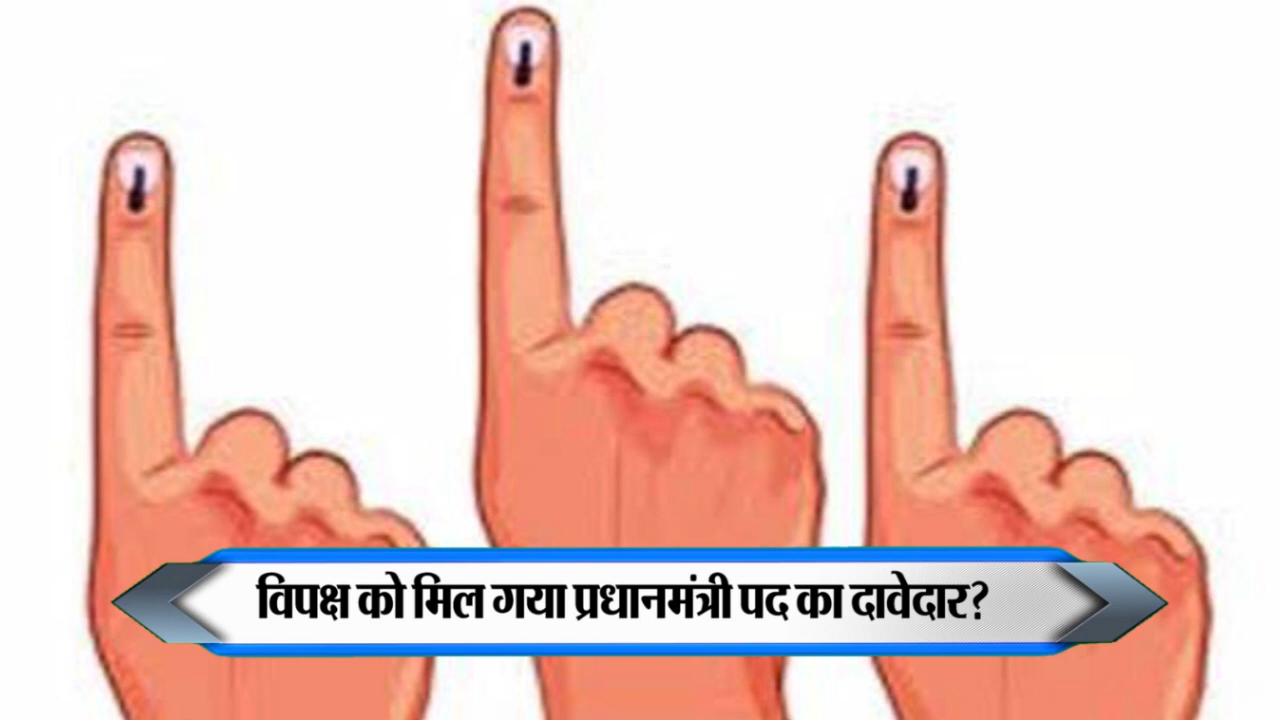 विपक्ष को मिल गया प्रधानमंत्री पद का दावेदार?